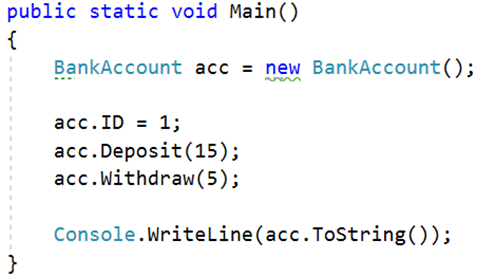 public static void Main()
{
BankAccount acc = new BankAccount();
acc.ID = 1;
acc.Deposit(15);
acc.Withdraw(5);
Console.WriteLine(acc.ToString());
}